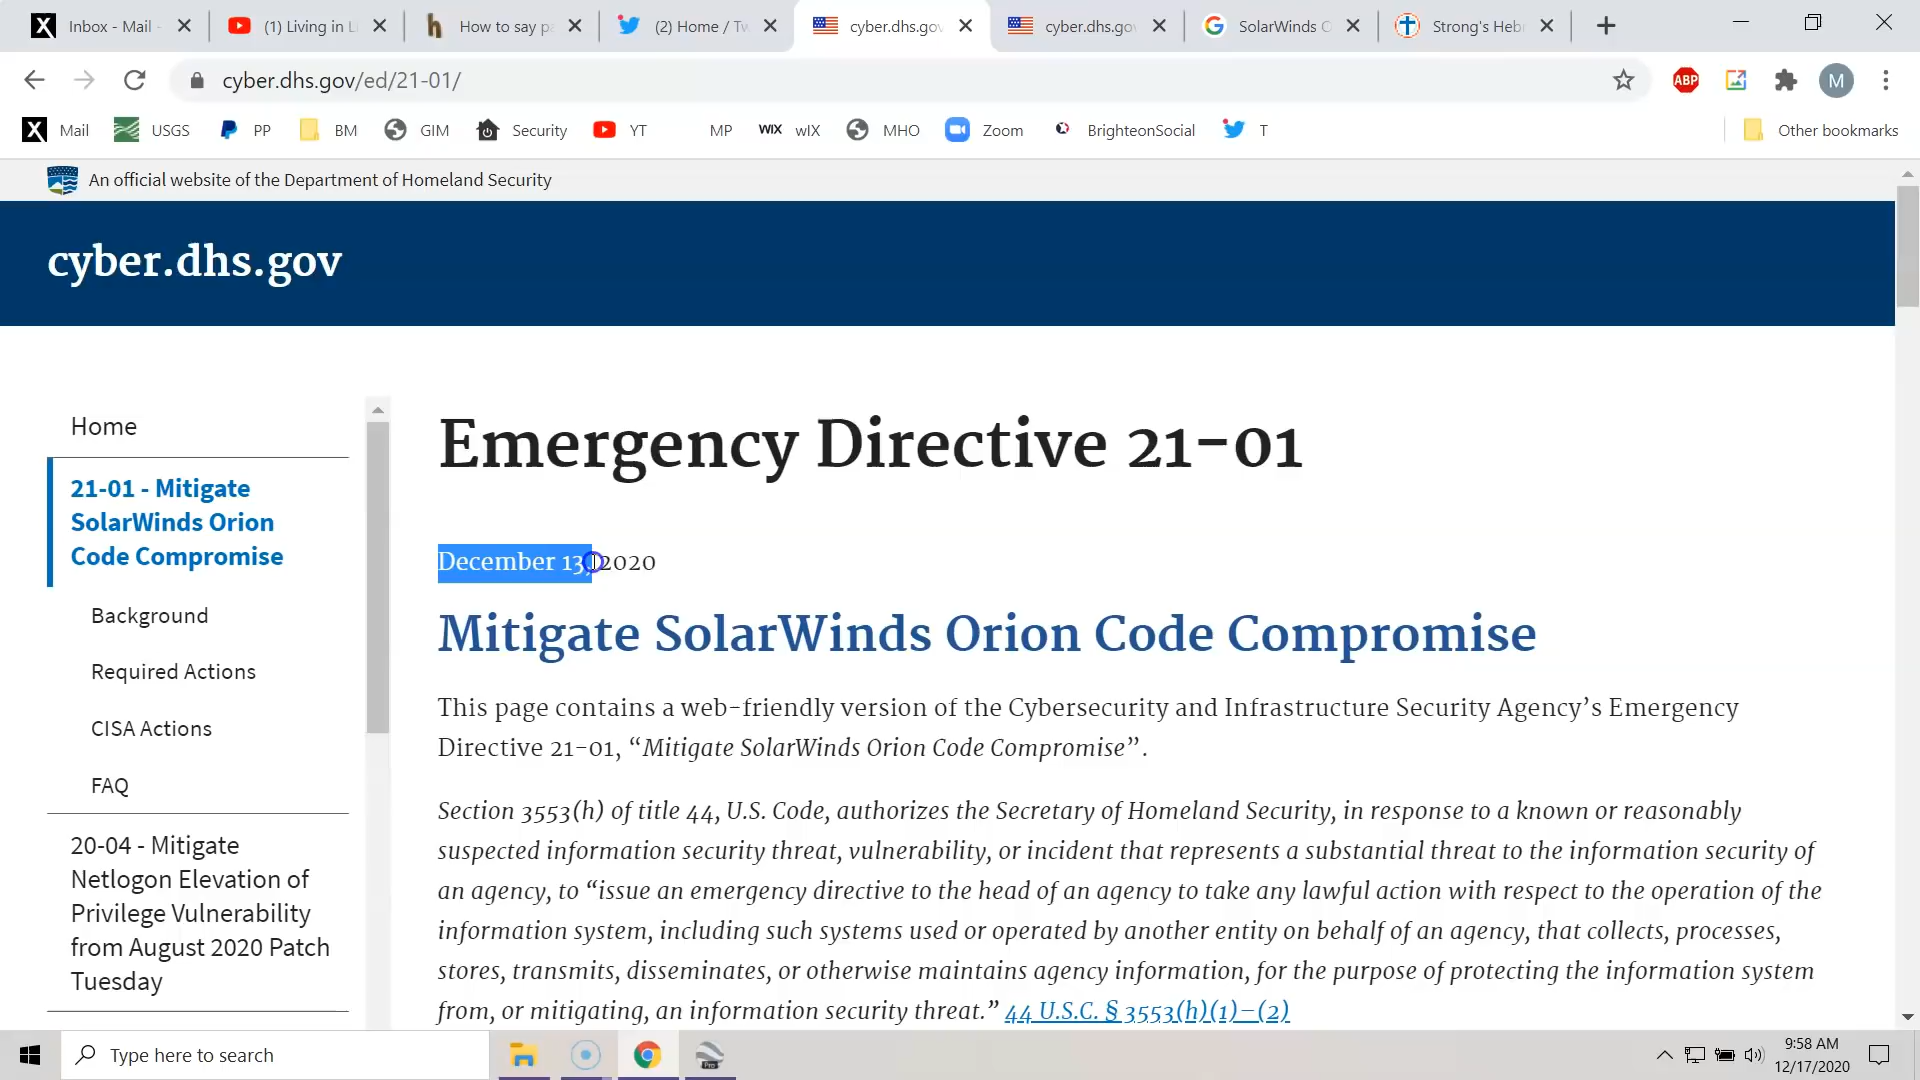 Inbox - Mail -
(1) Living in Li
How to say pa
(2) Home / Tw
cyber.dhs.gov
cyber.dhs.gov
SolarWinds O
Strong's Heb
cyber.dhs.gov/ed/21-01/
ABP
M
X Mail
USGS
PP
BM
GIM
Security
YT
MP
WIX wIX
MHO
Zoom
BrighteonSocial
T
Other bookmarks
An official website of the Department of Homeland Security
cyber.dhs.gov
Home
21-01 - Mitigate
SolarWinds Orion
Code Compromise
Background
Required Actions
CISA Actions
FAQ
20-04 - Mitigate
Netlogon Elevation of
Privilege Vulnerability
from August 2020 Patch
Tuesday
Emergency Directive 21-01
December 13, 2020
Mitigate SolarWinds Orion Code Compromise
This page contains a web-friendly version of the Cybersecurity and Infrastructure Security Agency’s Emergency
Directive 21-01, “Mitigate SolarWinds Orion Code Compromise”.
Section 3553(h) of title 44, U.S. Code, authorizes the Secretary of Homeland Security, in response to a known or reasonably
suspected information security threat, vulnerability, or incident that represents a substantial threat to the information security of
an agency, to “issue an emergency directive to the head of an agency to take any lawful action with respect to the operation of the
information system, including such systems used or operated by another entity on behalf of an agency, that collects, processes,
stores, transmits, disseminates, or otherwise maintains agency information, for the purpose of protecting the information system
from, or mitigating, an information security threat.” 44 U.S.C. § 3553(h)(1)–(2)
Type here to search
Pro
9:58 AM
12/17/2020